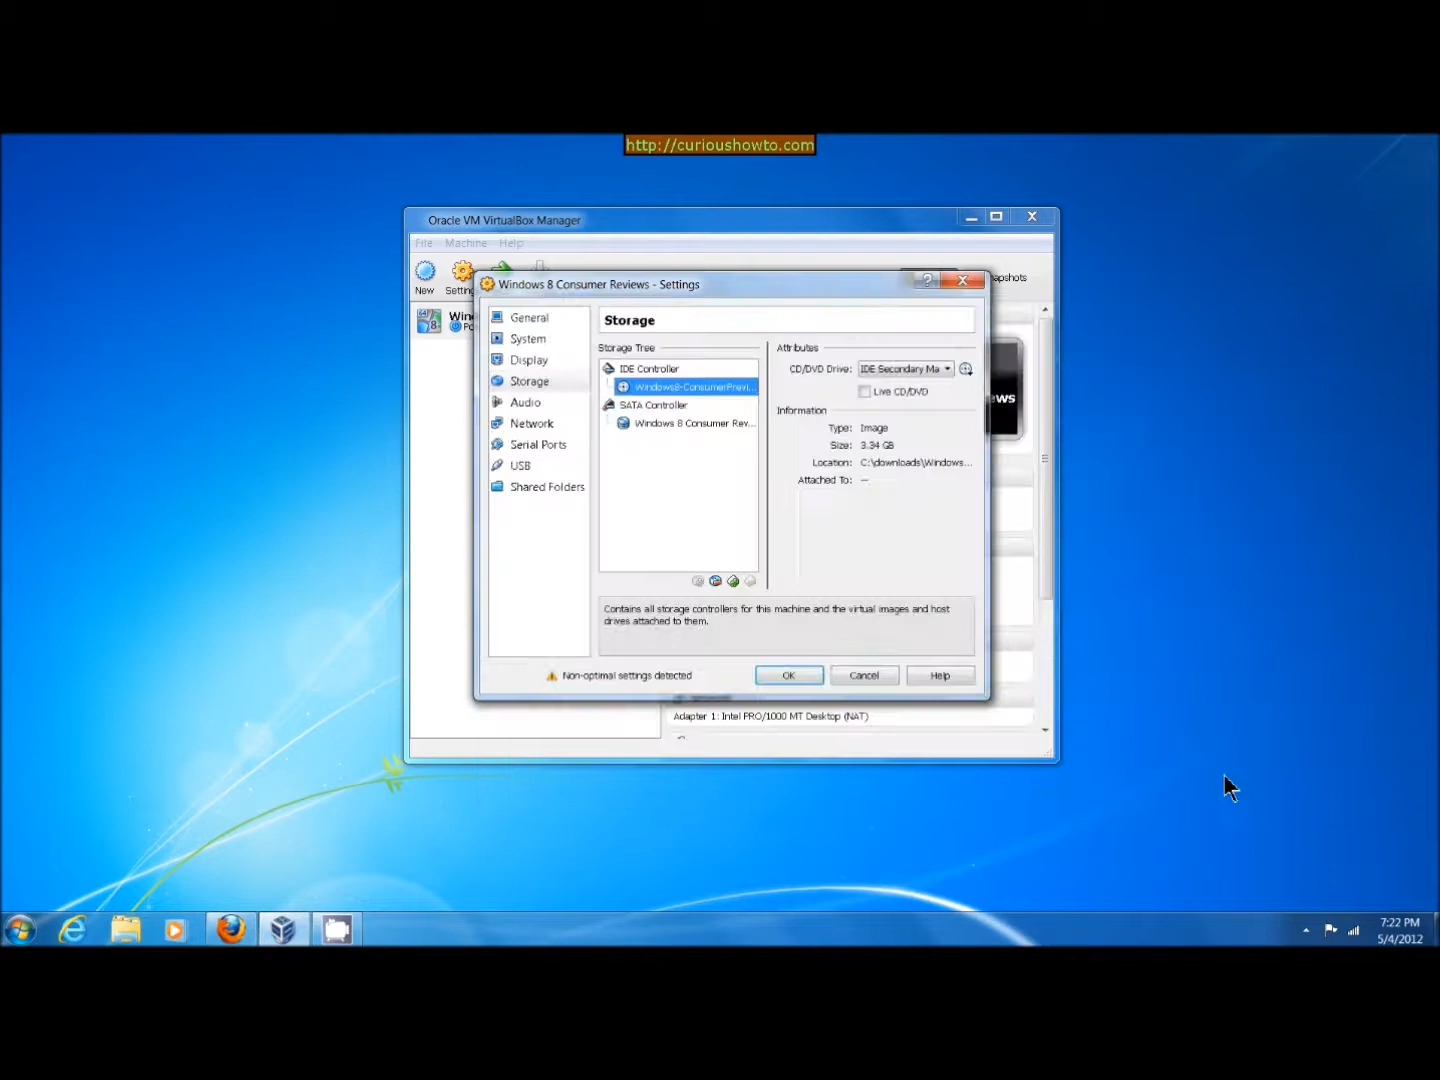 http://curioushowto.com
Oracle VM VirtualBox Manager
File Machine Help
New
Windows 8 Consumer Reviews - Settings
General
System
Display
Storage
Audio
Network
Serial Ports
USB
Shared Folders
Storage
Storage Tree
IDE Controller
Windows8-ConsumerPrevi...
SATA Controller
Windows 8 Consumer Rev...
Attributes
CD/DVD Drive: IDE Secondary Ma
Live CD/DVD
Information
Type: Image
Size: 3.34 GB
Location: C:\downloads\Windows...
Attached To: --
Contains all storage controllers for this machine and the virtual images and host
drives attached to them.
Non-optimal settings detected
OK
Cancel
Help
Adapter 1: Intel PRO/1000 MT Desktop (NAT)
7:22 PM
5/4/2012